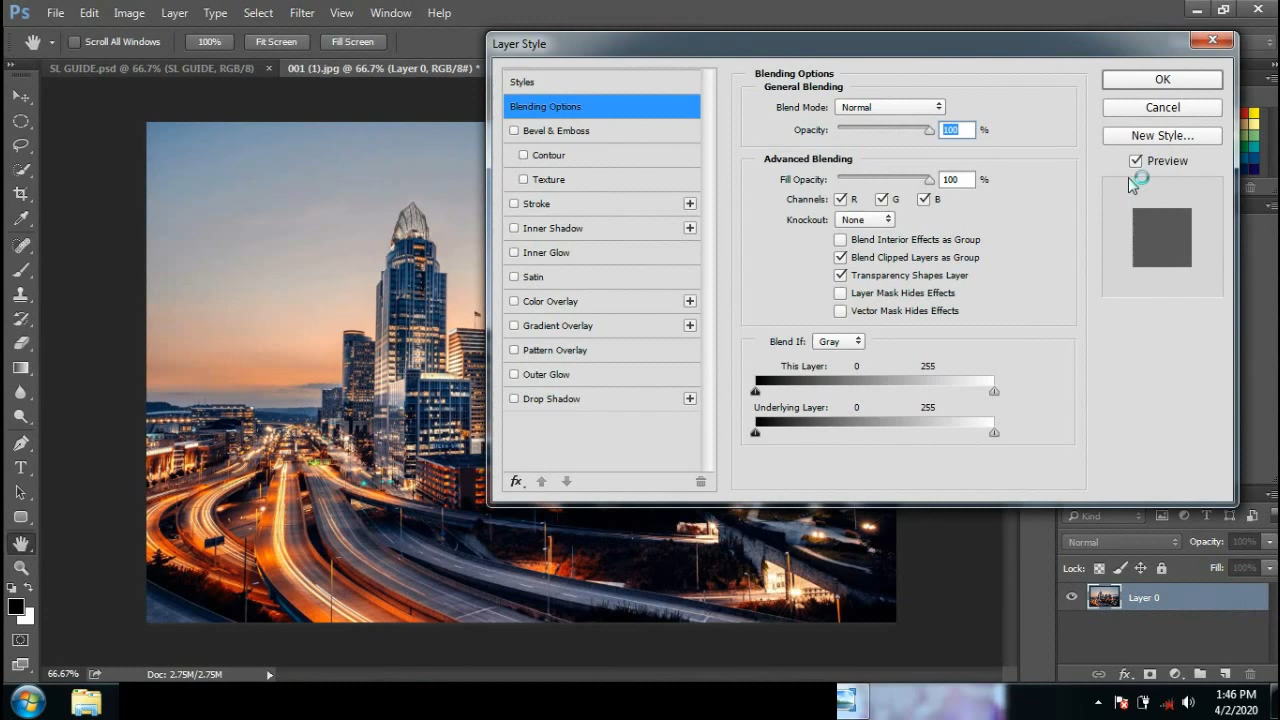 Ps File Edit Image Layer Type Select Filter View Window Help
Scroll All Windows 100% Fit Screen Fill Screen
SL GUIDE.psd @ 66.7% (SL GUIDE, RGB/8) × 001 (1).jpg @ 66.7% (Layer 0, RGB/8#) *
Layer Style
Styles
Blending Options
Bevel & Emboss
Contour
Texture
Stroke
Inner Shadow
Inner Glow
Satin
Color Overlay
Gradient Overlay
Pattern Overlay
Outer Glow
Drop Shadow
fx.
Blending Options
General Blending
Blend Mode: Normal
Opacity: 100 %
Advanced Blending
Fill Opacity: 100 %
Channels: R G B
Knockout: None
Blend Interior Effects as Group
Blend Clipped Layers as Group
Transparency Shapes Layer
Layer Mask Hides Effects
Vector Mask Hides Effects
Blend If: Gray
This Layer: 0 255
Underlying Layer: 0 255
OK
Cancel
New Style...
Preview
Kind
Normal Opacity: 100%
Lock: Fill: 100%
Layer 0
fx.
66.67% Doc: 2.75M/2.75M
1:46 PM
4/2/2020